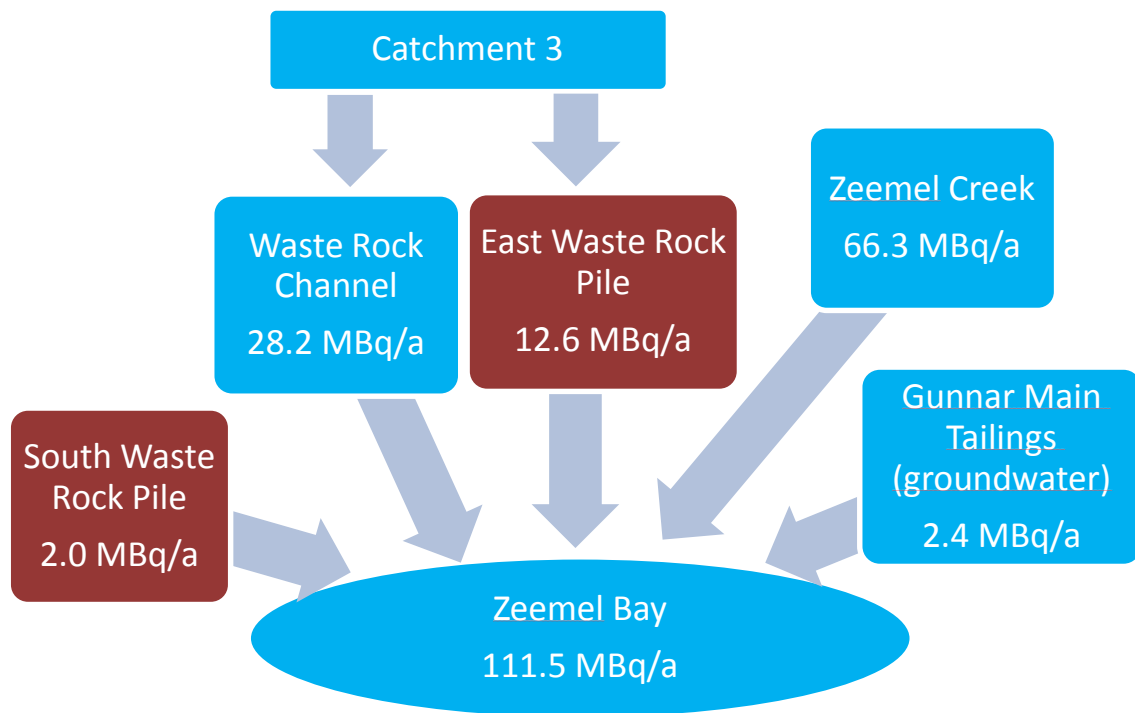 Catchment 3
Zeemel Creek
66.3 MBq/a
Waste Rock
Channel
28.2 MBq/a
East Waste Rock
Pile
12.6 MBq/a
Gunnar Main
Tailings
(groundwater)
2.4 MBq/a
South Waste
Rock Pile
2.0 MBq/a
Zeemel Bay
111.5 MBq/a